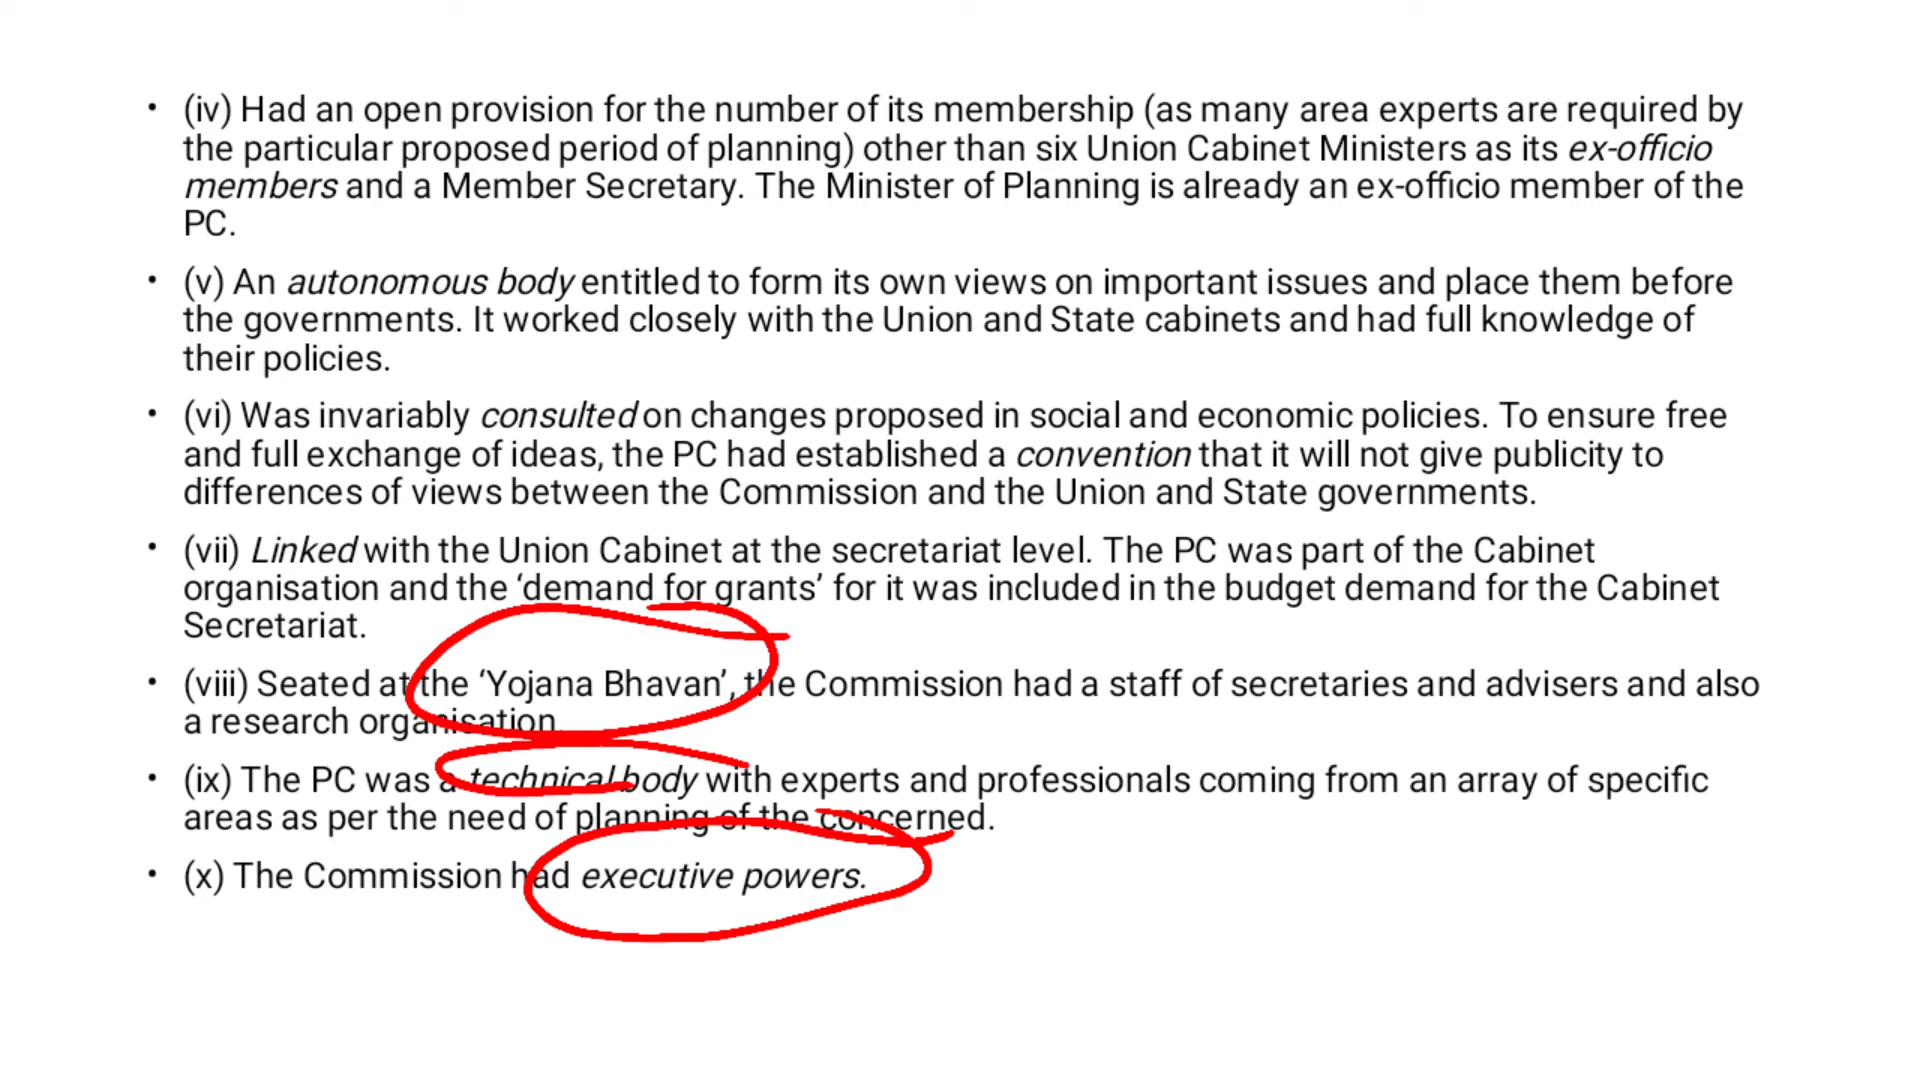 • (iv) Had an open provision for the number of its membership (as many area experts are required by
the particular proposed period of planning) other than six Union Cabinet Ministers as its ex-officio
members and a Member Secretary. The Minister of Planning is already an ex-officio member of the
PC.
• (v) An autonomous body entitled to form its own views on important issues and place them before
the governments. It worked closely with the Union and State cabinets and had full knowledge of
their policies.
• (vi) Was invariably consulted on changes proposed in social and economic policies. To ensure free
and full exchange of ideas, the PC had established a convention that it will not give publicity to
differences of views between the Commission and the Union and State governments.
• (vii) Linked with the Union Cabinet at the secretariat level. The PC was part of the Cabinet
organisation and the ‘demand for grants’ for it was included in the budget demand for the Cabinet
Secretariat.
• (viii) Seated at the ‘Yojana Bhavan’, the Commission had a staff of secretaries and advisers and also
a research organisation.
• (ix) The PC was a technical body with experts and professionals coming from an array of specific
areas as per the need of planning of the concerned.
• (x) The Commission had executive powers.